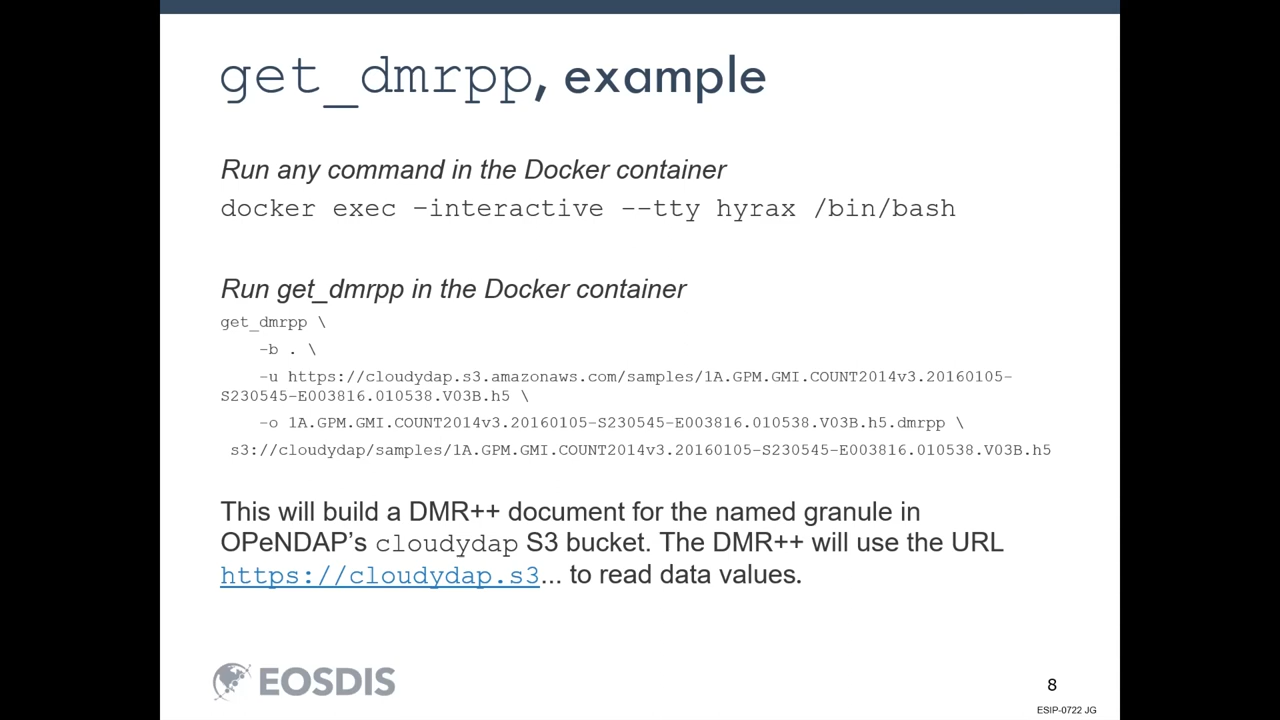 get_dmrpp, example
Run any command in the Docker container
docker exec –interactive --tty hyrax /bin/bash
Run get_dmrpp in the Docker container
get_dmrpp \
–b . \
–u https://cloudydap.s3.amazonaws.com/samples/1A.GPM.GMI.COUNT2014v3.20160105-
S230545-E003816.010538.V03B.h5 \
–o 1A.GPM.GMI.COUNT2014v3.20160105-S230545-E003816.010538.V03B.h5.dmrpp \
s3://cloudydap/samples/1A.GPM.GMI.COUNT2014v3.20160105-S230545-E003816.010538.V03B.h5
This will build a DMR++ document for the named granule in
OPeNDAP’s cloudydap S3 bucket. The DMR++ will use the URL
https://cloudydap.s3... to read data values.
EOSDIS
8
ESIP-0722 JG